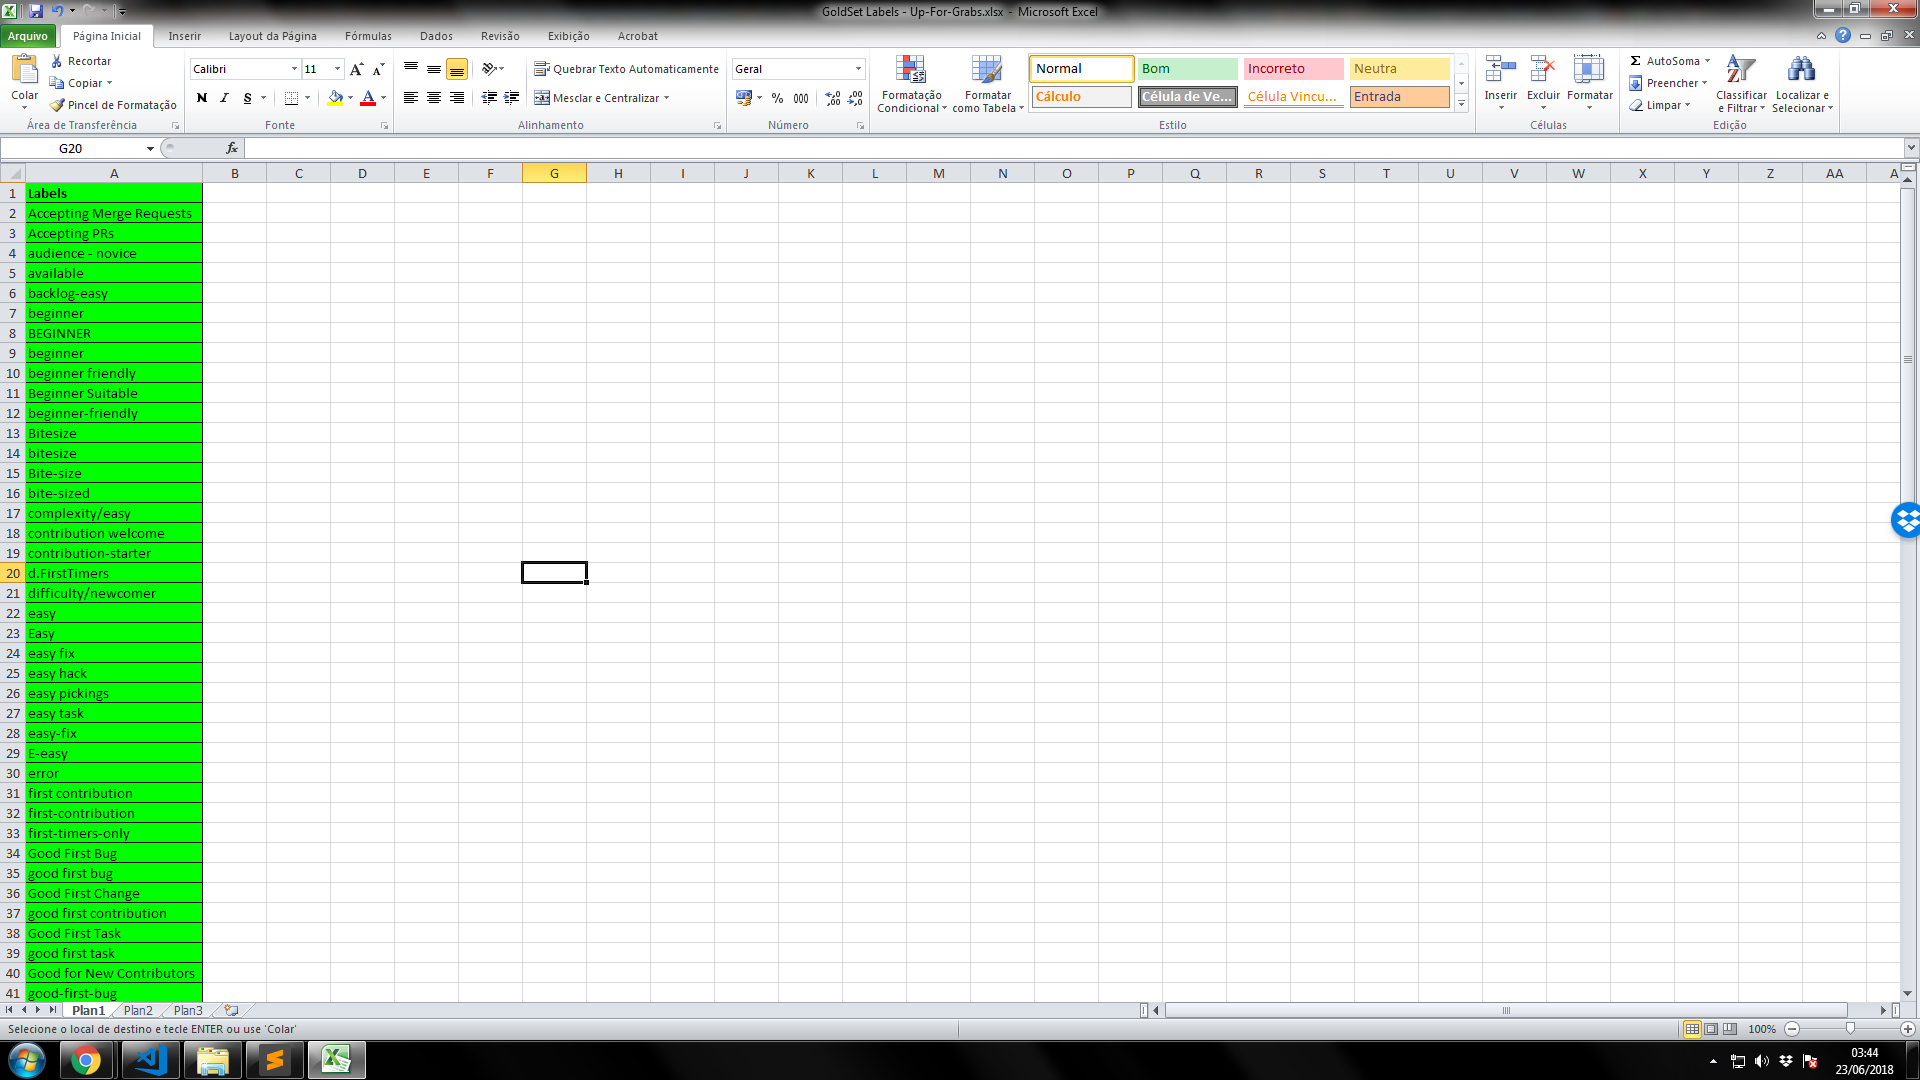 GoldSet Labels - Up-For-Grabs.xlsx - Microsoft Excel
Arquivo Página Inicial Inserir Layout da Página Fórmulas Dados Revisão Exibição Acrobat
Colar
Recortar
Copiar
Pincel de Formatação
Área de Transferência
Calibri 11
N I S
Fonte
Quebrar Texto Automaticamente
Mesclar e Centralizar
Alinhamento
Geral
% 000
Número
Formatação Condicional
Formatar como Tabela
Normal Bom Incorreto Neutra
Cálculo Célula de Ve... Célula Vincu... Entrada
Estilo
Inserir Excluir Formatar
Células
Σ AutoSoma
Preencher
Limpar
Classificar e Filtrar
Localizar e Selecionar
Edição
G20 fx
A B C D E F G H I J K L M N O P Q R S T U V W X Y Z AA A
1 Labels
2 Accepting Merge Requests
3 Accepting PRs
4 audience - novice
5 available
6 backlog-easy
7 beginner
8 BEGINNER
9 beginner
10 beginner friendly
11 Beginner Suitable
12 beginner-friendly
13 Bitesize
14 bitesize
15 Bite-size
16 bite-sized
17 complexity/easy
18 contribution welcome
19 contribution-starter
20 d.FirstTimers
21 difficulty/newcomer
22 easy
23 Easy
24 easy fix
25 easy hack
26 easy pickings
27 easy task
28 easy-fix
29 E-easy
30 error
31 first contribution
32 first-contribution
33 first-timers-only
34 Good First Bug
35 good first bug
36 Good First Change
37 good first contribution
38 Good First Task
39 good first task
40 Good for New Contributors
41 good-first-bug
Plan1 Plan2 Plan3
Selecione o local de destino e tecle ENTER ou use 'Colar'
100%
03:44
23/06/2018